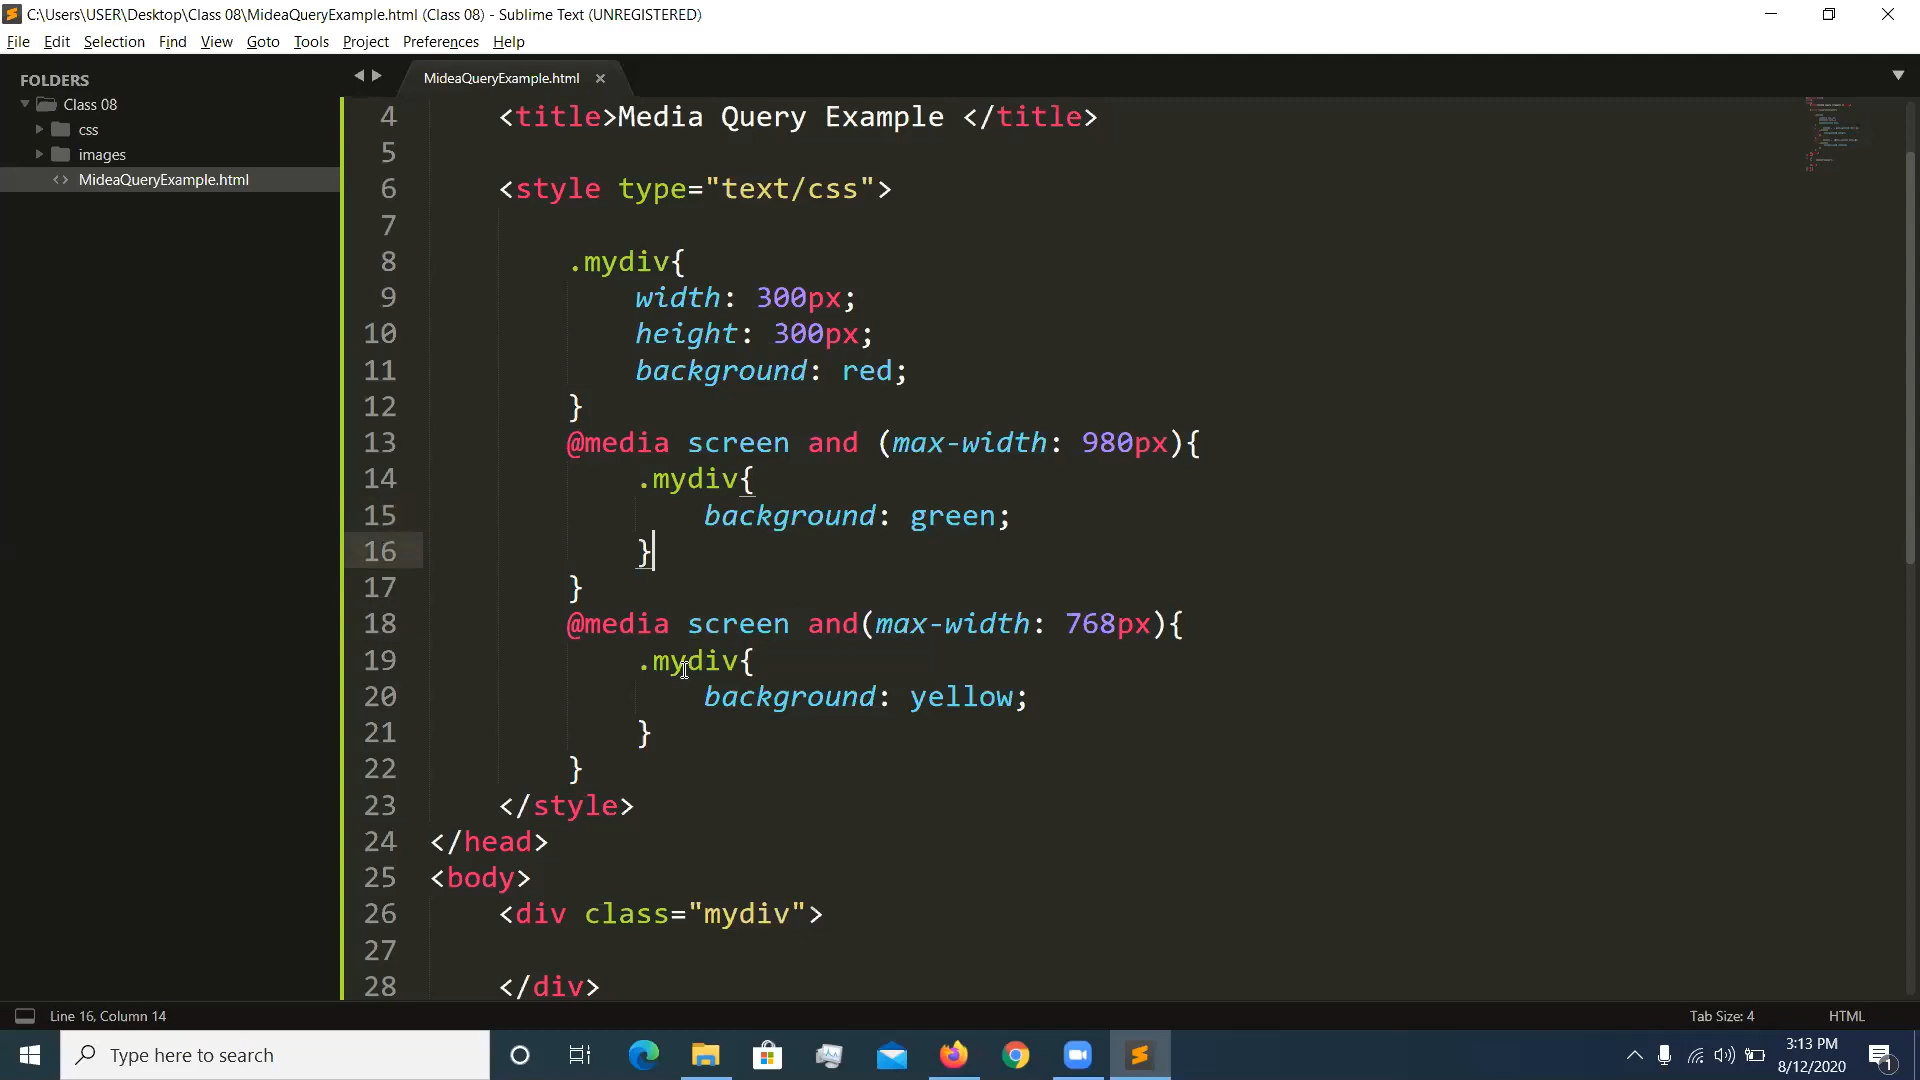 C:\Users\USER\Desktop\Class 08\MideaQueryExample.html (Class 08) - Sublime Text (UNREGISTERED)
File Edit Selection Find View Goto Tools Project Preferences Help
FOLDERS
Class 08
css
images
MideaQueryExample.html
MideaQueryExample.html
4 <title>Media Query Example </title>
5
6 <style type="text/css">
7
8 .mydiv{
9 width: 300px;
10 height: 300px;
11 background: red;
12 }
13 @media screen and (max-width: 980px){
14 .mydiv{
15 background: green;
16 }
17 }
18 @media screen and(max-width: 768px){
19 .mydiv{
20 background: yellow;
21 }
22 }
23 </style>
24 </head>
25 <body>
26 <div class="mydiv">
27
28 </div>
Line 16, Column 14
Tab Size: 4
HTML
Type here to search
3:13 PM
8/12/2020
1